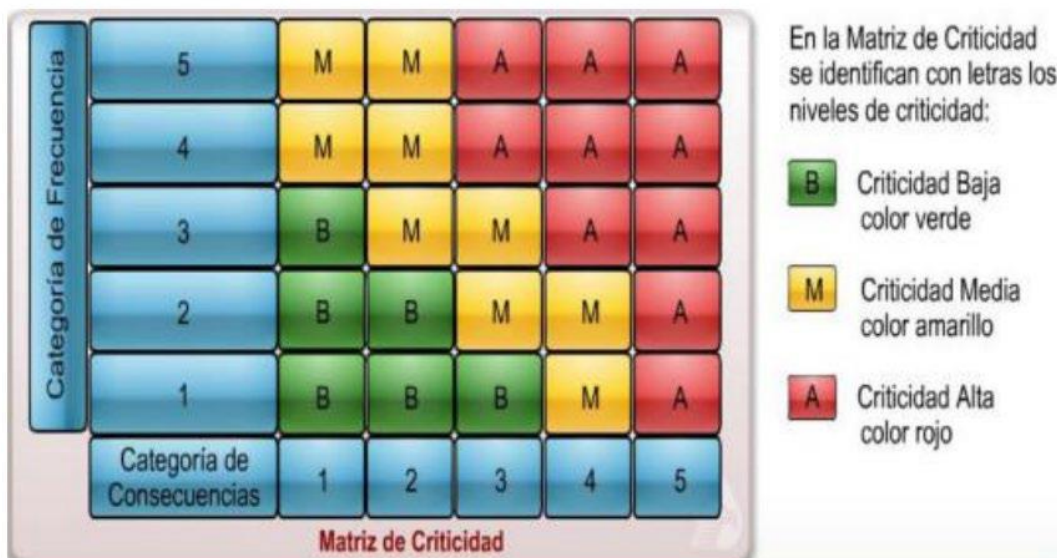 Categoría de Frecuencia
5 M M A A A
4 M M A A A
3 B M M A A
2 B B M M A
1 B B B M A
Categoría de
Consecuencias
1 2 3 4 5
Matriz de Criticidad
En la Matriz de Criticidad
se identifican con letras los
niveles de criticidad:
B Criticidad Baja
color verde
M Criticidad Media
color amarillo
A Criticidad Alta
color rojo